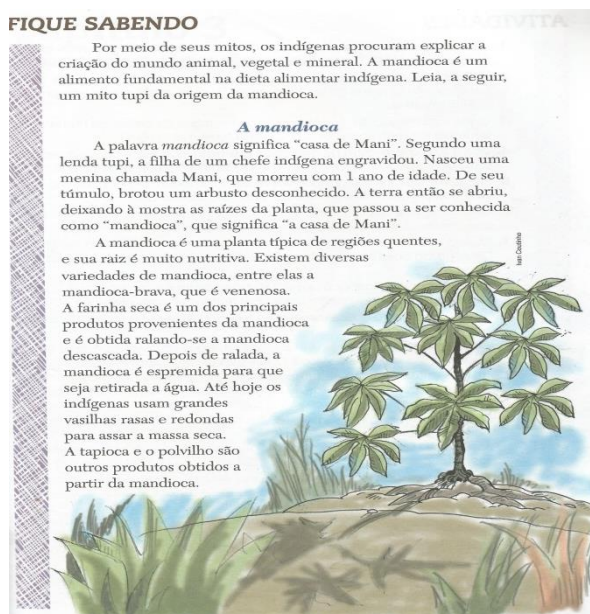 FIQUE SABENDO
Por meio de seus mitos, os indígenas procuram explicar a
criação do mundo animal, vegetal e mineral. A mandioca é um
alimento fundamental na dieta alimentar indígena. Leia, a seguir,
um mito tupi da origem da mandioca.
A mandioca
A palavra mandioca significa “casa de Mani”. Segundo uma
lenda tupi, a filha de um chefe indígena engravidou. Nasceu uma
menina chamada Mani, que morreu com 1 ano de idade. De seu
túmulo, brotou um arbusto desconhecido. A terra então se abriu,
deixando à mostra as raízes da planta, que passou a ser conhecida
como “mandioca”, que significa “a casa de Mani”.
A mandioca é uma planta típica de regiões quentes,
e sua raiz é muito nutritiva. Existem diversas
variedades de mandioca, entre elas a
mandioca-brava, que é venenosa.
A farinha seca é um dos principais
produtos provenientes da mandioca
e é obtida ralando-se a mandioca
descascada. Depois de ralada, a
mandioca é espremida para que
seja retirada a água. Até hoje os
indígenas usam grandes
vasilhas rasas e redondas
para assar a massa seca.
A tapioca e o polvilho são
outros produtos obtidos a
partir da mandioca.
Ivan Coutinho